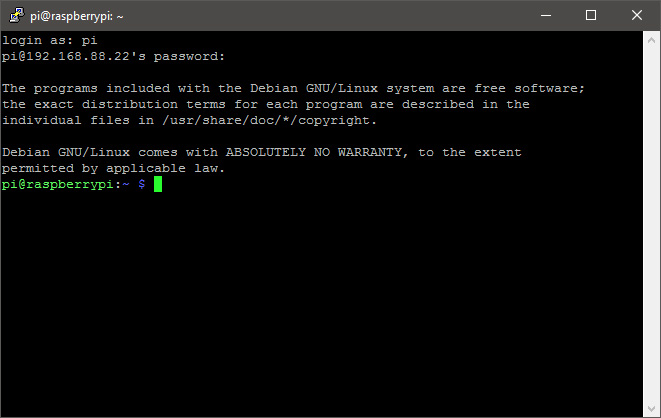 pi@raspberrypi: ~
login as: pi
pi@192.168.88.22's password:
The programs included with the Debian GNU/Linux system are free software;
the exact distribution terms for each program are described in the
individual files in /usr/share/doc/*/copyright.
Debian GNU/Linux comes with ABSOLUTELY NO WARRANTY, to the extent
permitted by applicable law.
pi@raspberrypi:~ $